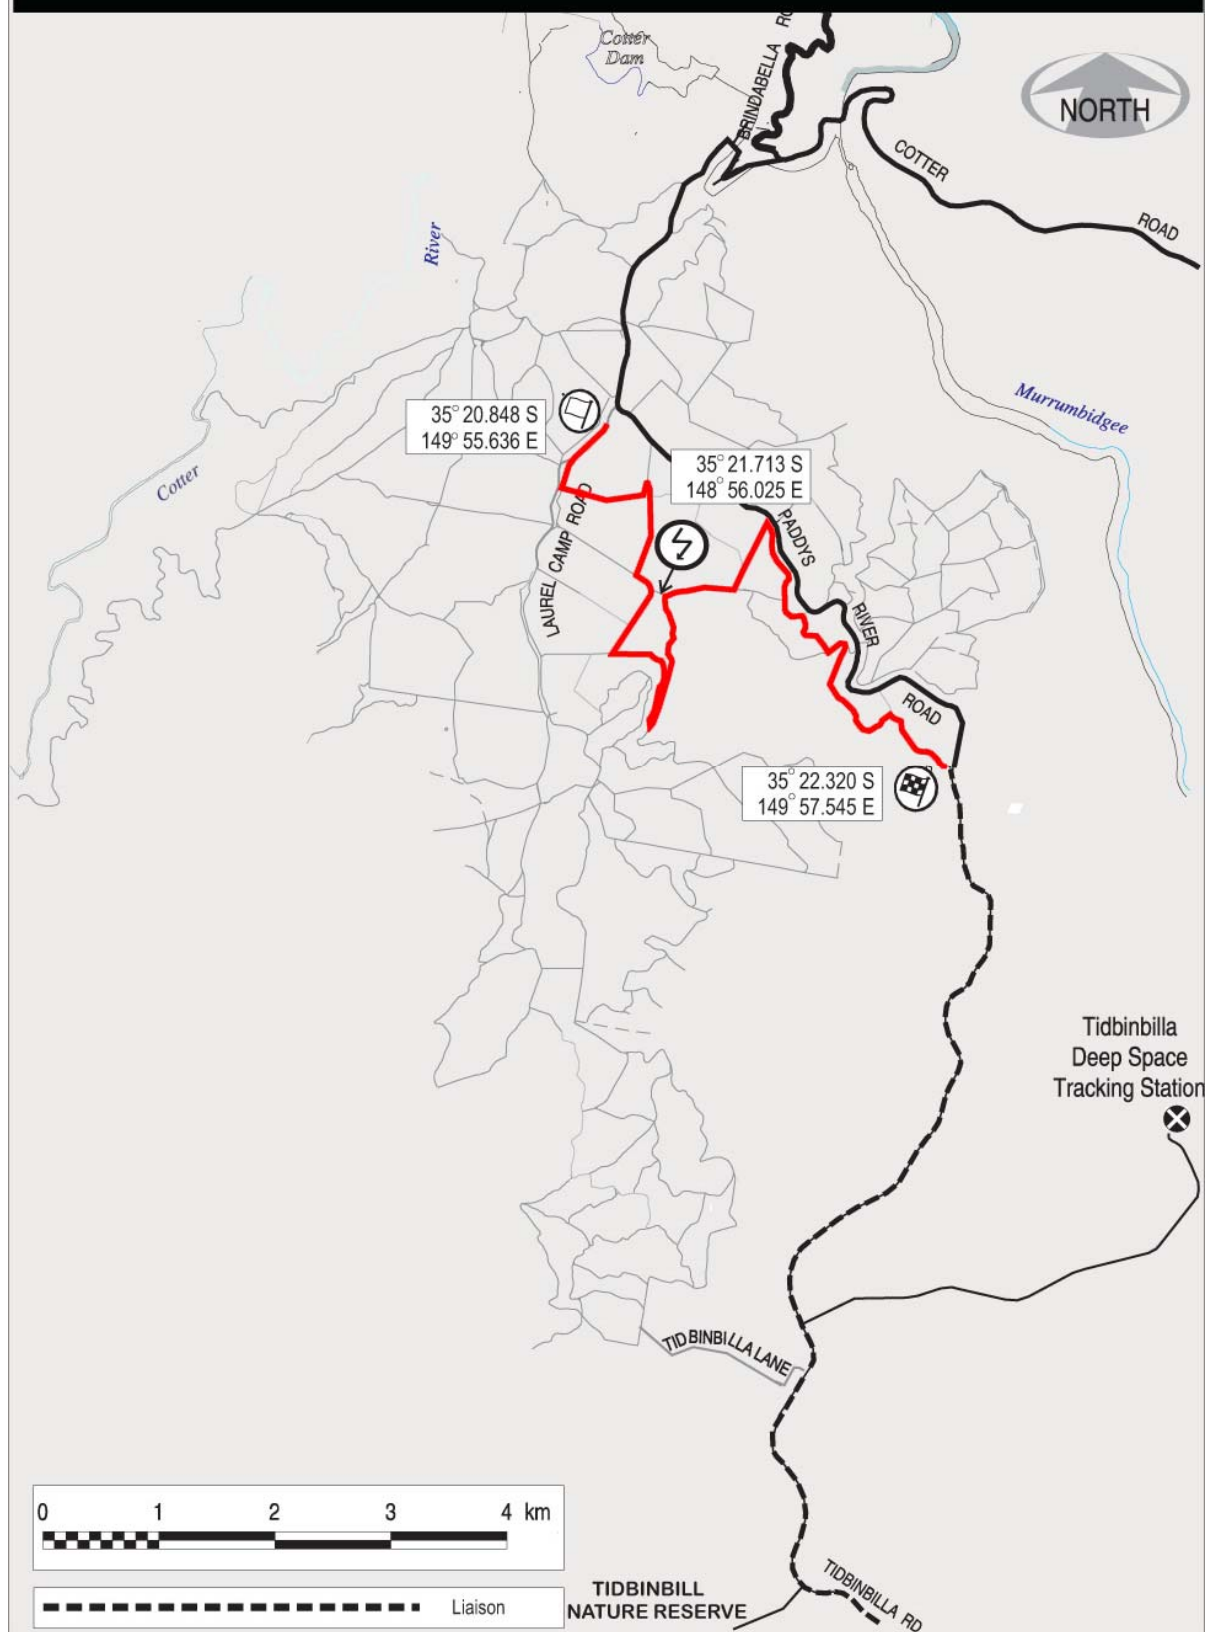 Cotter
Dam
BRINDABELLA RO
NORTH
COTTER
ROAD
River
Murrumbidgee
35° 20.848 S
149° 55.636 E
35° 21.713 S
148° 56.025 E
Cotter
LAUREL CAMP ROAD
PADDYS
RIVER
ROAD
35° 22.320 S
149° 57.545 E
Tidbinbilla
Deep Space
Tracking Station
TIDBINBILLA LANE
0 1 2 3 4 km
Liaison
TIDBINBILL
NATURE RESERVE
TIDBINBILLA RD